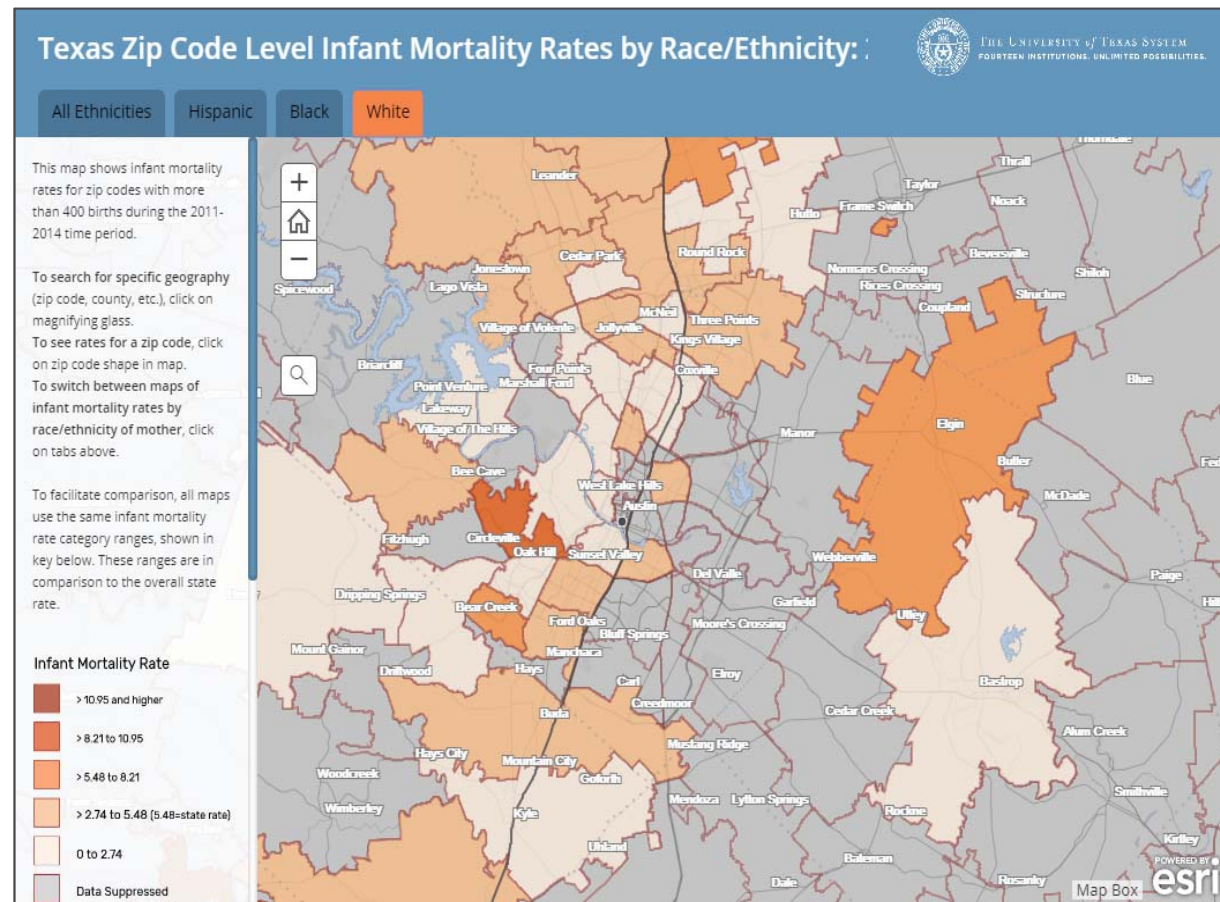 Texas Zip Code Level Infant Mortality Rates by Race/Ethnicity:
THE UNIVERSITY of TEXAS SYSTEM
FOURTEEN INSTITUTIONS. UNLIMITED POSSIBILITIES.
All Ethnicities
Hispanic
Black
White
This map shows infant mortality
rates for zip codes with more
than 400 births during the 2011-
2014 time period.
To search for specific geography
(zip code, county, etc.), click on
magnifying glass.
To see rates for a zip code, click
on zip code shape in map.
To switch between maps of
infant mortality rates by
race/ethnicity of mother, click
on tabs above.
To facilitate comparison, all maps
use the same infant mortality
rate category ranges, shown in
key below. These ranges are in
comparison to the overall state
rate.
Infant Mortality Rate
> 10.95 and higher
> 8.21 to 10.95
> 5.48 to 8.21
> 2.74 to 5.48 (5.48=state rate)
0 to 2.74
Data Suppressed
+
−
Thorndale
Thrall
Leander
Taylor
Noack
Hutto
Frame Switch
Cedar Park
Round Rock
Beversville
Jonestown
Normans Crossing
Shiloh
Spicewood
Lago Vista
Rices Crossing
Structure
Coupland
McNeil
Village of Volente
Jollyville
Three Points
Kings Village
Briarcliff
Four Points
Coxville
Blue
Point Venture
Marshall Ford
Lakeway
Village of The Hills
Manor
Elgin
Bee Cave
Butler
West Lake Hills
McDade
Austin
Fitzhugh
Circleville
Oak Hill
Sunset Valley
Webberville
Del Valle
Paige
Dripping Springs
Garfield
Bear Creek
Utley
Ford Oaks
Moore's Crossing
Bluff Springs
Mount Gainor
Manchaca
Driftwood
Hays
Carl
Elroy
Bastrop
Creedmoor
Buda
Cedar Creek
Alum Creek
Mustang Ridge
Hays City
Mountain City
Woodcreek
Goforth
Smithville
Wimberley
Mendoza
Lytton Springs
Kyle
Rockne
Kirtley
Uhland
Bateman
Dale
Rosanky
POWERED BY
esri
Map Box